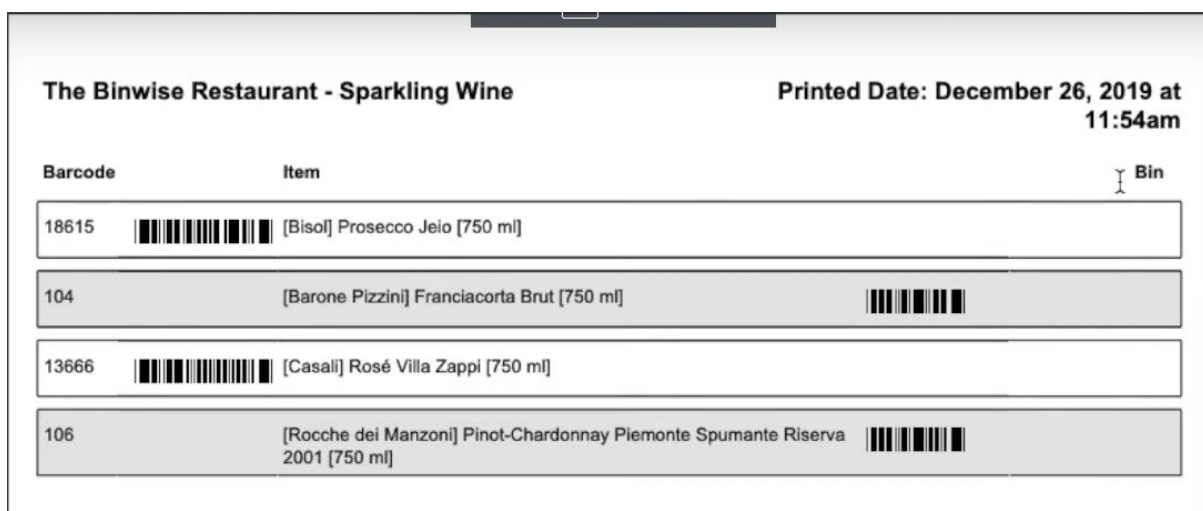 The Binwise Restaurant - Sparkling Wine
Printed Date: December 26, 2019 at
11:54am
Barcode Item Bin
18615 [Bisol] Prosecco Jeio [750 ml]
104 [Barone Pizzini] Franciacorta Brut [750 ml]
13666 [Casali] Rosé Villa Zappi [750 ml]
106 [Rocche dei Manzoni] Pinot-Chardonnay Piemonte Spumante Riserva
2001 [750 ml]